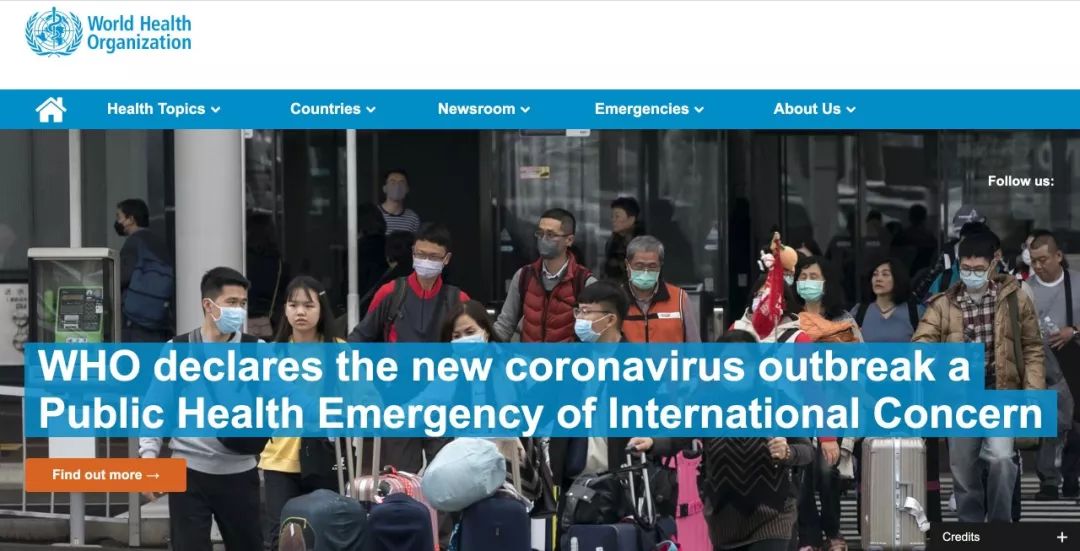 World Health
Organization
Health Topics
Countries
Newsroom
Emergencies
About Us
Follow us:
WHO declares the new coronavirus outbreak a
Public Health Emergency of International Concern
Find out more →
Credits +